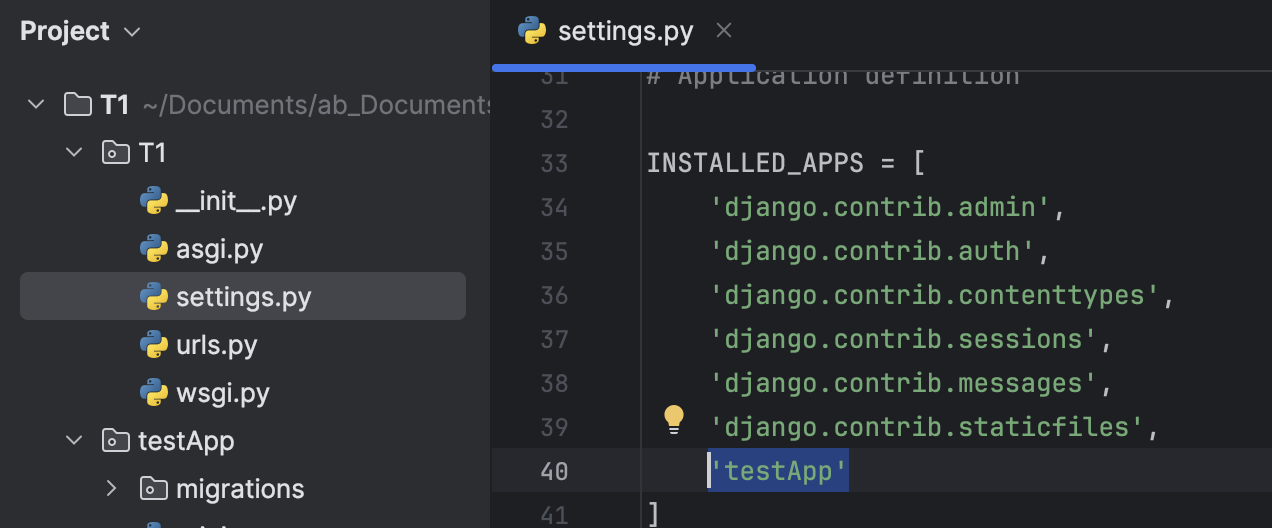 Project
T1 ~/Documents/ab_Documents
T1
__init__.py
asgi.py
settings.py
urls.py
wsgi.py
testApp
migrations
settings.py
31 # Application definition
32
33 INSTALLED_APPS = [
34 'django.contrib.admin',
35 'django.contrib.auth',
36 'django.contrib.contenttypes',
37 'django.contrib.sessions',
38 'django.contrib.messages',
39 'django.contrib.staticfiles',
40 'testApp'
41 ]